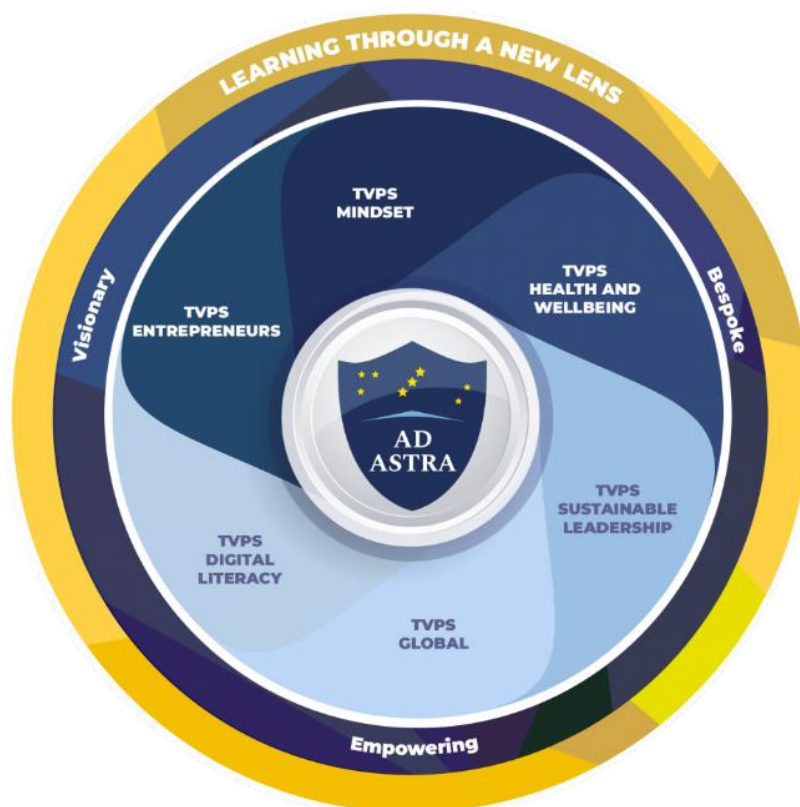 LEARNING THROUGH A NEW LENS
Visionary
Bespoke
Empowering
TVPS
MINDSET
TVPS
HEALTH AND
WELLBEING
TVPS
ENTREPRENEURS
AD
ASTRA
TVPS
SUSTAINABLE
LEADERSHIP
TVPS
DIGITAL
LITERACY
TVPS
GLOBAL